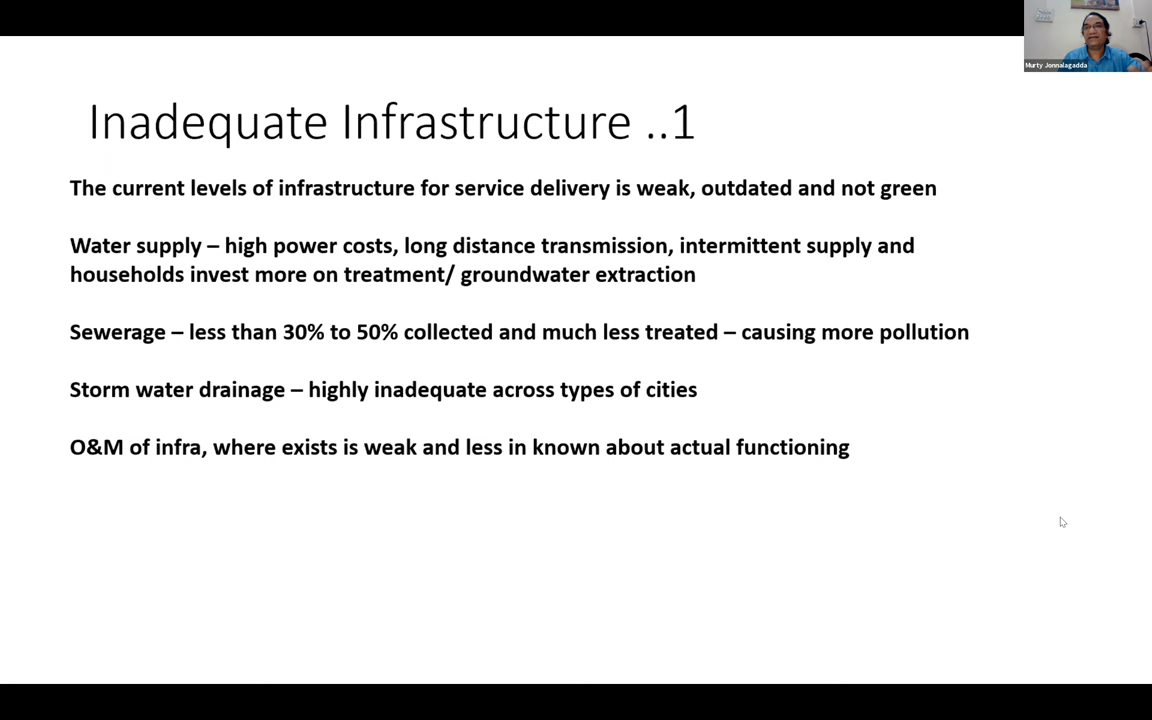 Murty Jonnalagadda
Inadequate Infrastructure ..1
The current levels of infrastructure for service delivery is weak, outdated and not green
Water supply – high power costs, long distance transmission, intermittent supply and
households invest more on treatment/ groundwater extraction
Sewerage – less than 30% to 50% collected and much less treated – causing more pollution
Storm water drainage – highly inadequate across types of cities
O&M of infra, where exists is weak and less in known about actual functioning